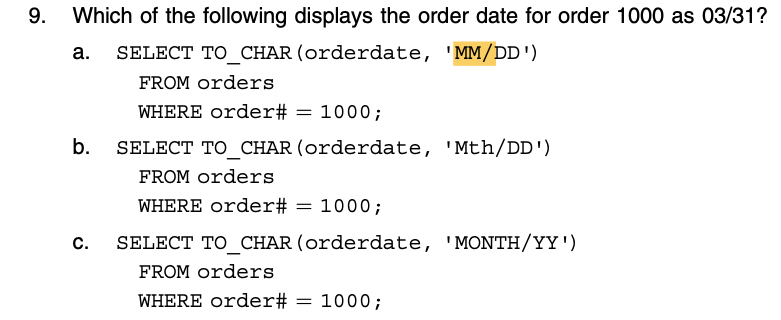 9. Which of the following displays the order date for order 1000 as 03/31?
a. SELECT TO_CHAR(orderdate, 'MM/DD')
FROM orders
WHERE order# = 1000;
b. SELECT TO_CHAR(orderdate, 'Mth/DD')
FROM orders
WHERE order# = 1000;
c. SELECT TO_CHAR(orderdate, 'MONTH/YY')
FROM orders
WHERE order# = 1000;